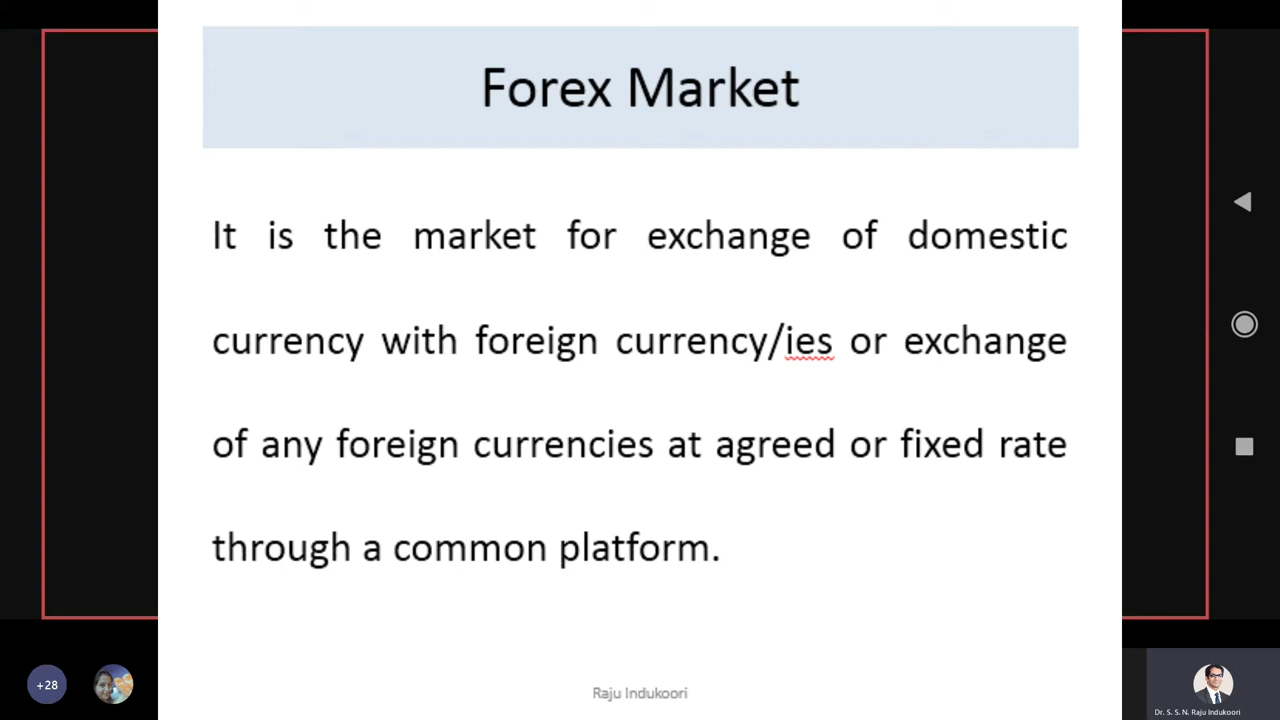 Forex Market
It is the market for exchange of domestic
currency with foreign currency/ies or exchange
of any foreign currencies at agreed or fixed rate
through a common platform.
Raju Indukoori
+28
Dr. S. S. N. Raju Indukoori